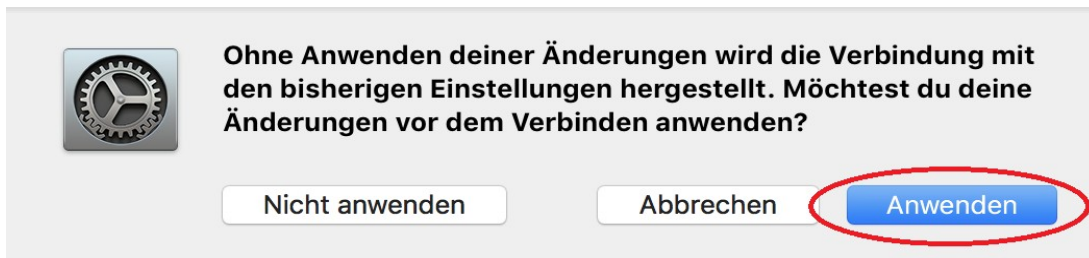 Ohne Anwenden deiner Änderungen wird die Verbindung mit
den bisherigen Einstellungen hergestellt. Möchtest du deine
Änderungen vor dem Verbinden anwenden?
Nicht anwenden Abbrechen Anwenden